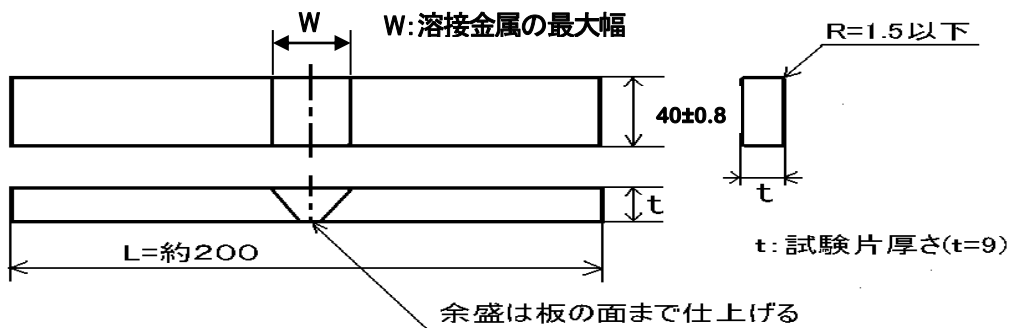 W
W:溶接金属の最大幅
R=1.5以下
40±0.8
t
t
L=約200
t:試験片厚さ(t=9)
余盛は板の面まで仕上げる